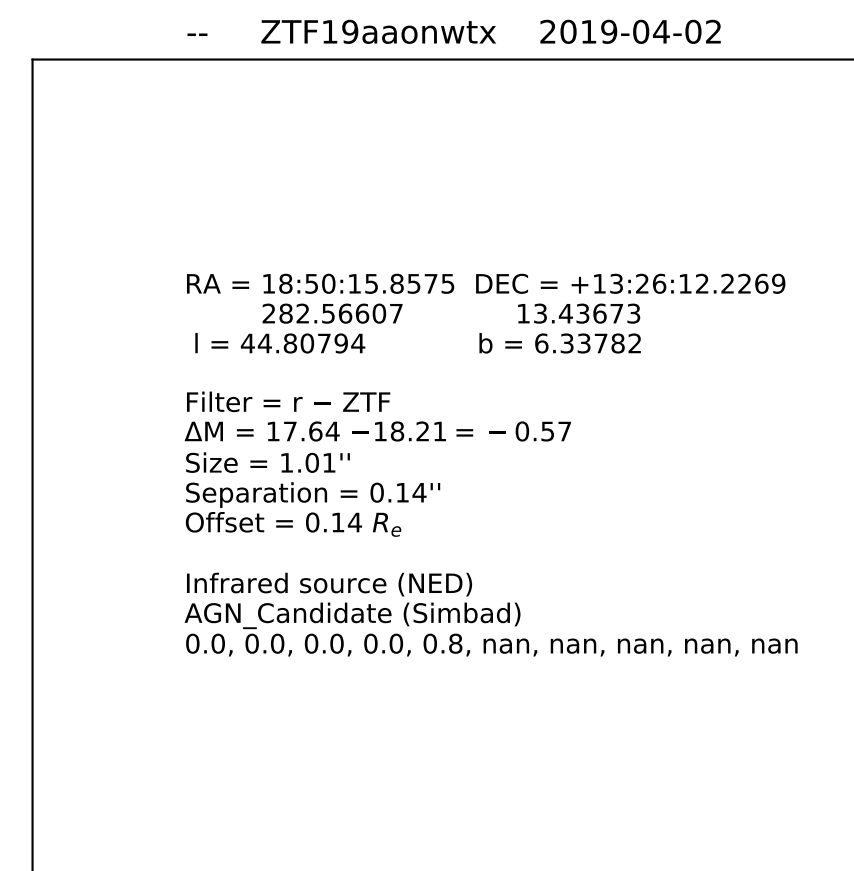 -- ZTF19aaonwtx 2019-04-02
RA = 18:50:15.8575 DEC = +13:26:12.2269
282.56607 13.43673
l = 44.80794 b = 6.33782
Filter = r − ZTF
ΔM = 17.64 −18.21 = − 0.57
Size = 1.01''
Separation = 0.14''
Offset = 0.14 Rₑ
Infrared source (NED)
AGN_Candidate (Simbad)
0.0, 0.0, 0.0, 0.0, 0.8, nan, nan, nan, nan, nan